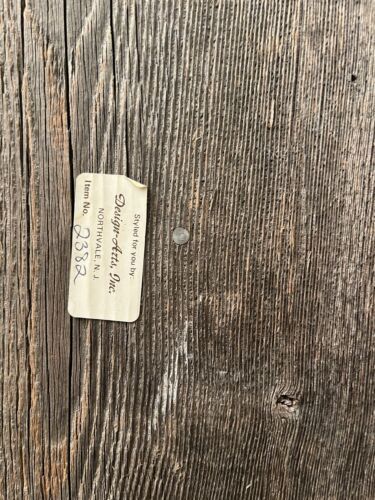 Styled for you by:
Design-Arts, Inc.
NORTHVALE, N. J.
Item No. 2382